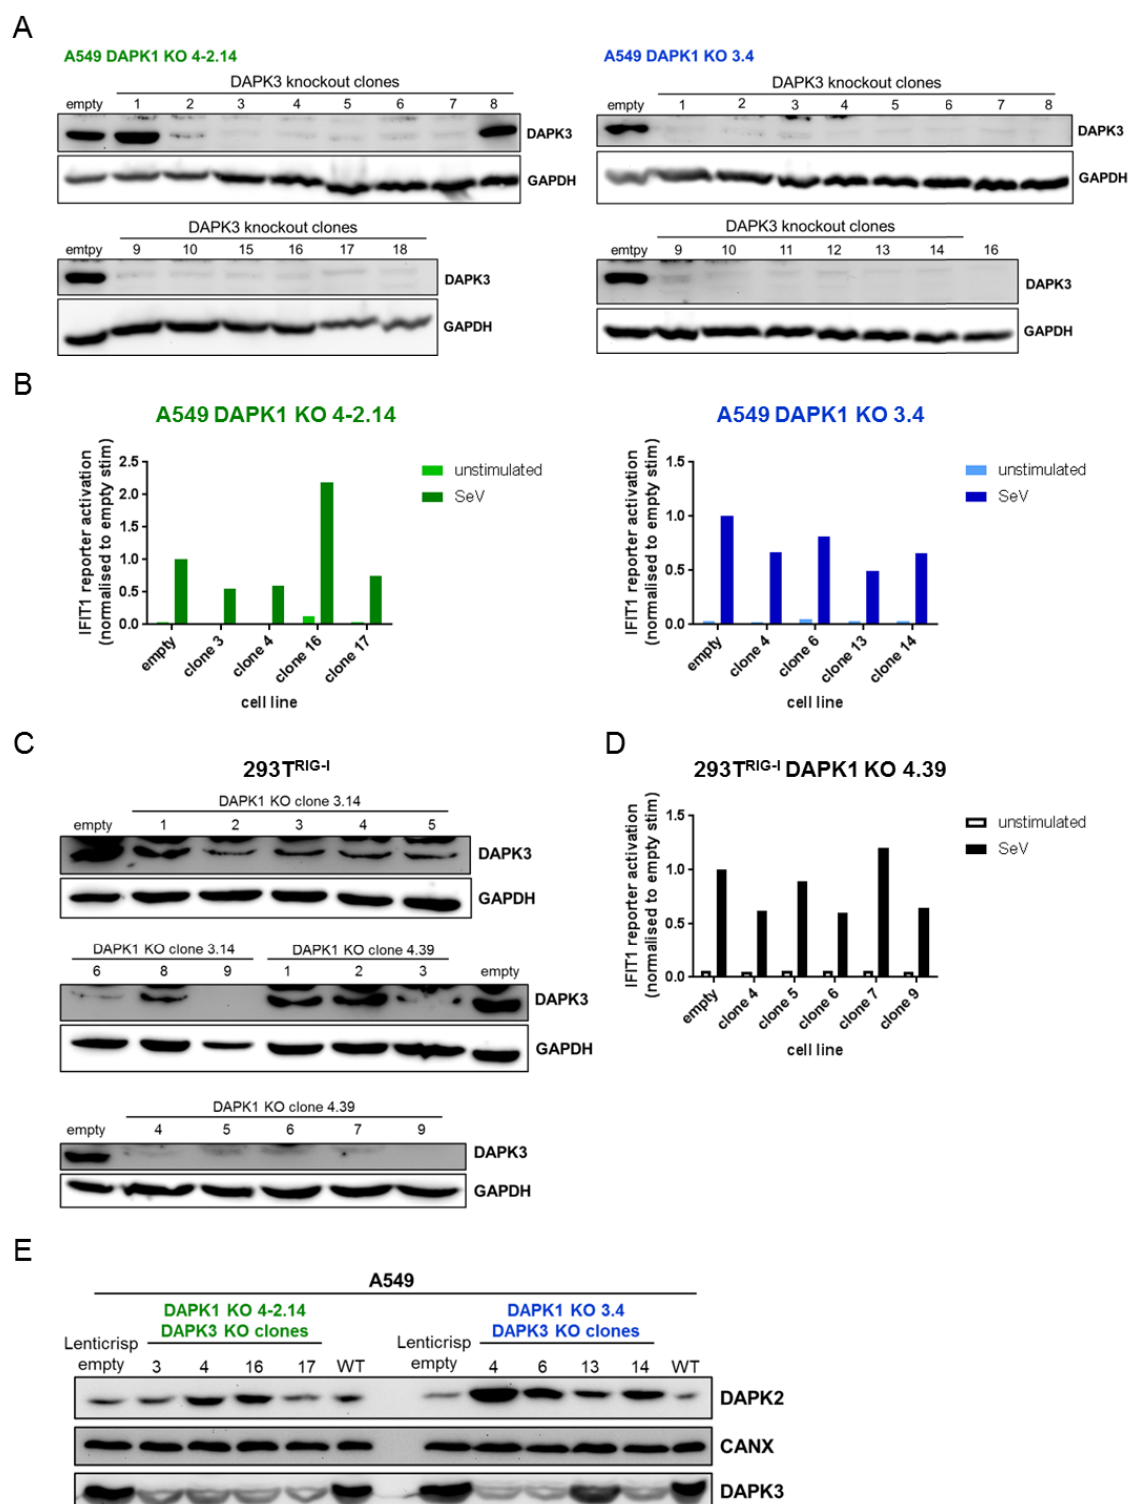 A
A549 DAPK1 KO 4-2.14
DAPK3 knockout clones
empty 1 2 3 4 5 6 7 8
DAPK3
GAPDH
DAPK3 knockout clones
emtpy 9 10 15 16 17 18
DAPK3
GAPDH
A549 DAPK1 KO 3.4
DAPK3 knockout clones
empty 1 2 3 4 5 6 7 8
DAPK3
GAPDH
DAPK3 knockout clones
emtpy 9 10 11 12 13 14 16
DAPK3
GAPDH
B
A549 DAPK1 KO 4-2.14
IFIT1 reporter activation
(normalised to empty stim)
2.5
2.0
1.5
1.0
0.5
0.0
empty clone 3 clone 4 clone 16 clone 17
cell line
unstimulated
SeV
A549 DAPK1 KO 3.4
IFIT1 reporter activation
(normalised to empty stim)
1.5
1.0
0.5
0.0
empty clone 4 clone 6 clone 13 clone 14
cell line
unstimulated
SeV
C
293TRIG-I
DAPK1 KO clone 3.14
empty 1 2 3 4 5
DAPK3
GAPDH
DAPK1 KO clone 3.14 DAPK1 KO clone 4.39
6 8 9 1 2 3 empty
DAPK3
GAPDH
DAPK1 KO clone 4.39
empty 4 5 6 7 9
DAPK3
GAPDH
D
293TRIG-I DAPK1 KO 4.39
IFIT1 reporter activation
(normalised to empty stim)
1.5
1.0
0.5
0.0
empty clone 4 clone 5 clone 6 clone 7 clone 9
cell line
unstimulated
SeV
E
A549
DAPK1 KO 4-2.14 DAPK1 KO 3.4
DAPK3 KO clones DAPK3 KO clones
Lenticrisp Lenticrisp
empty 3 4 16 17 WT empty 4 6 13 14 WT
DAPK2
CANX
DAPK3